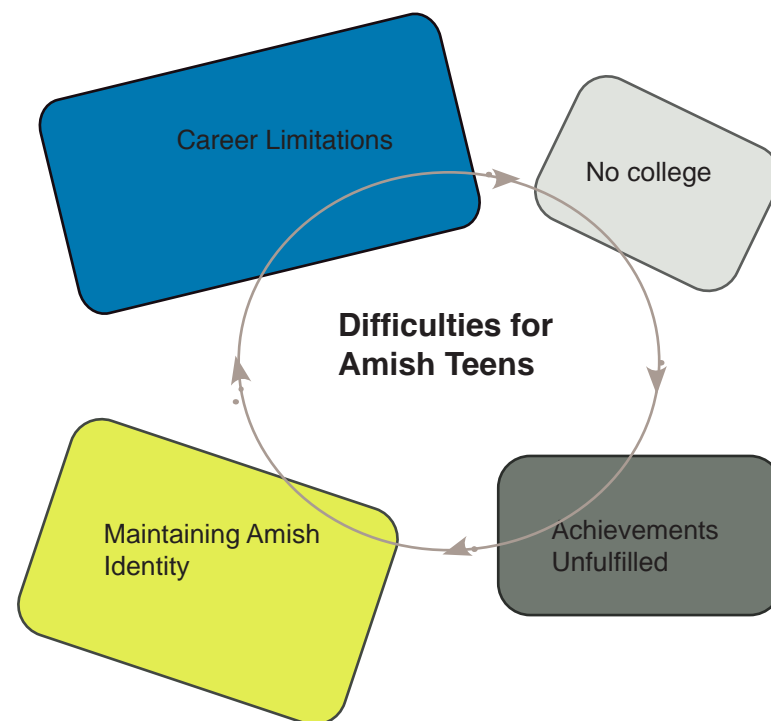 Career Limitations
No college
Difficulties for
Amish Teens
Maintaining Amish
Identity
Achievements
Unfulfilled